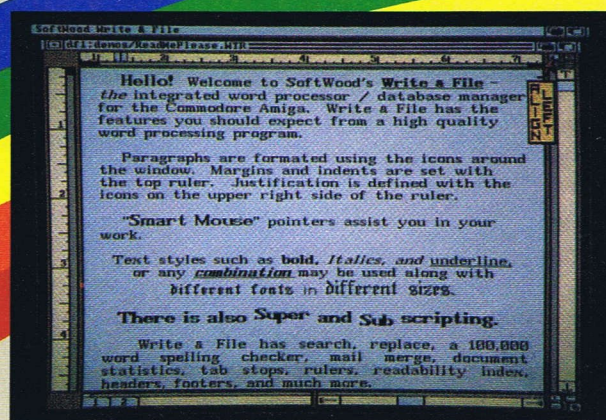 SoftWood Write & File
df1:demos/ReadMePlease.WTR
Hello! Welcome to SoftWood's Write & File -
the integrated word processor / database manager
for the Commodore Amiga. Write & File has the
features you should expect from a high quality
word processing program.
Paragraphs are formated using the icons around
the window. Margins and indents are set with
the top ruler. Justification is defined with the
icons on the upper right side of the ruler.
"Smart Mouse" pointers assist you in your
work.
Text styles such as bold, Italics, and underline,
or any combination may be used along with
different fonts in different sizes.
There is also Super and Sub scripting.
Write & File has search, replace, a 100,000
word spelling checker, mail merge, document
statistics, tab stops, rulers, readability index,
headers, footers, and much more.
ALIGN
LEFT